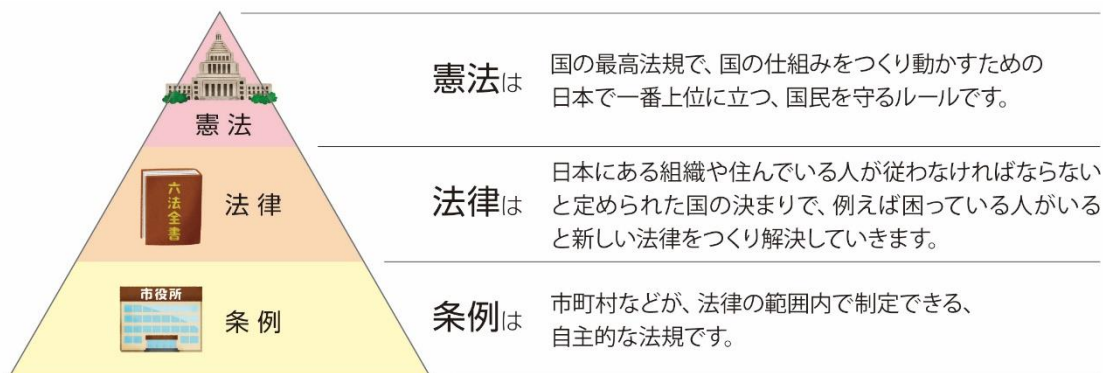 憲法
憲法は
国の最高法規で、国の仕組みをつくり動かすための
日本で一番上位に立つ、国民を守るルールです。
六法全書
法律
法律は
日本にある組織や住んでいる人が従わなければならない
と定められた国の決まりで、例えば困っている人がいる
と新しい法律をつくり解決していきます。
市役所
条例
条例は
市町村などが、法律の範囲内で制定できる、
自主的な法規です。